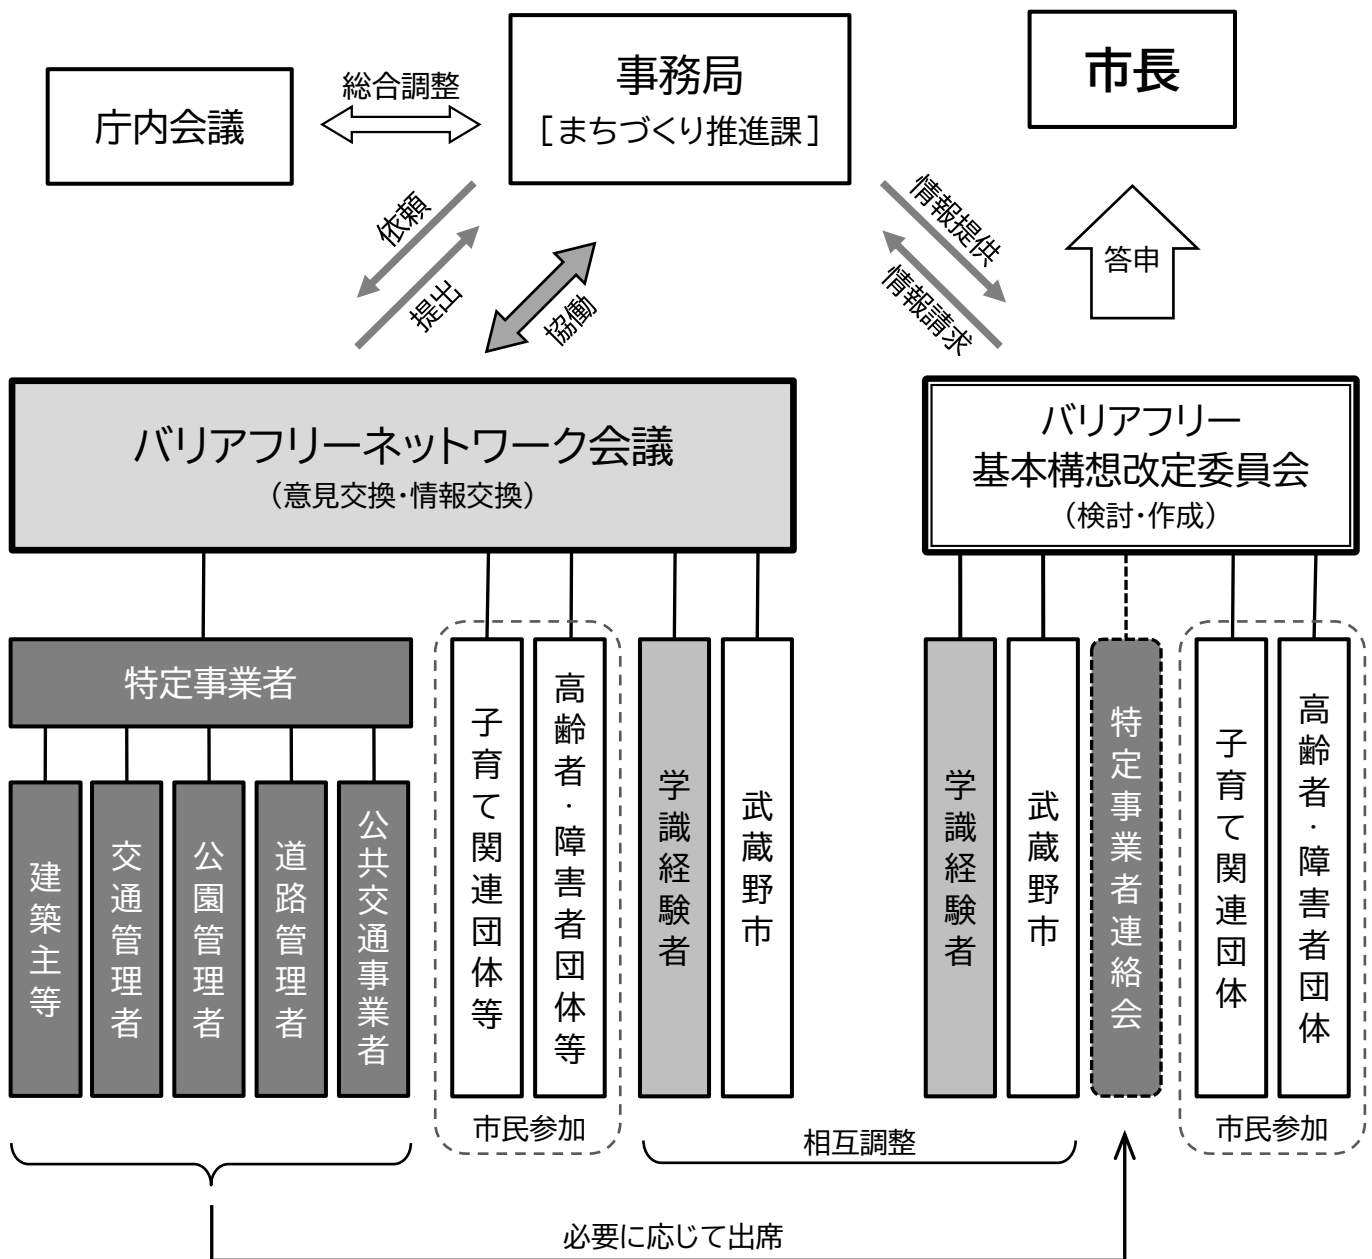 庁内会議
総合調整
事務局
［まちづくり推進課］
市長
依頼
提出
協働
情報提供
情報請求
答申
バリアフリーネットワーク会議
（意見交換・情報交換）
バリアフリー
基本構想改定委員会
（検討・作成）
特定事業者
建築主等
交通管理者
公園管理者
道路管理者
公共交通事業者
子育て関連団体等
高齢者・障害者団体等
市民参加
学識経験者
武蔵野市
学識経験者
武蔵野市
特定事業者連絡会
子育て関連団体
高齢者・障害者団体
市民参加
相互調整
必要に応じて出席